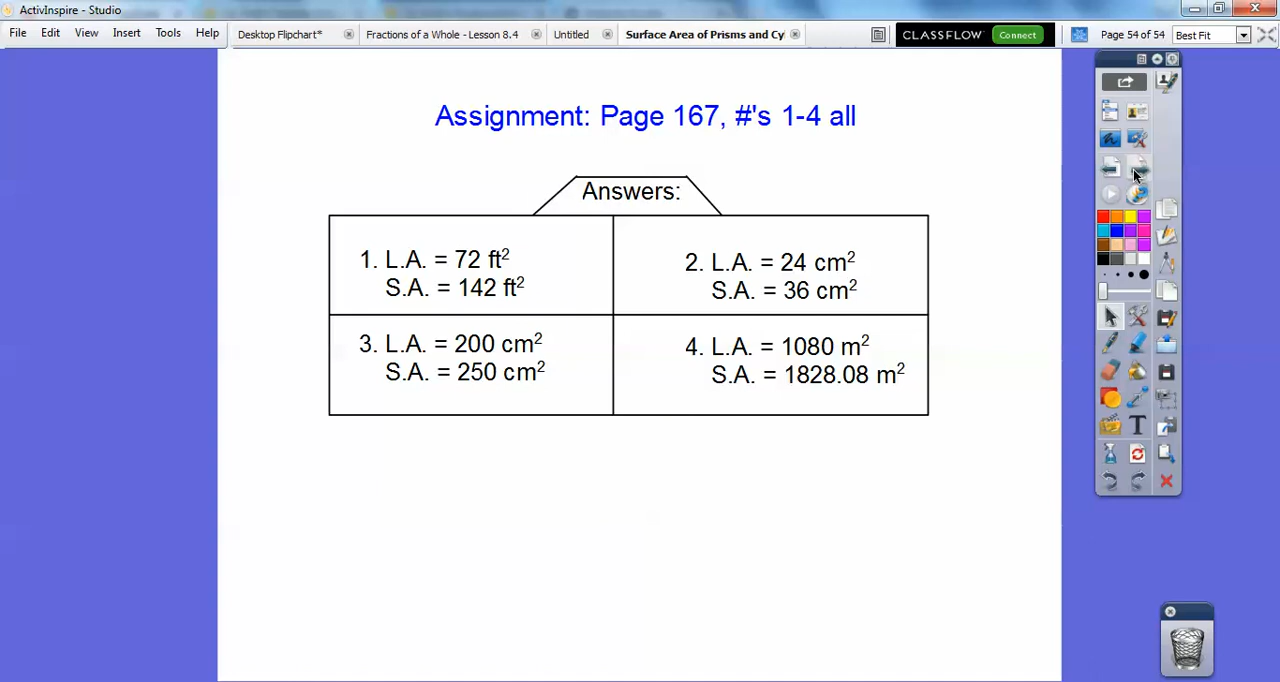 ActivInspire - Studio
File Edit View Insert Tools Help
Desktop Flipchart* Fractions of a Whole - Lesson 8.4 Untitled Surface Area of Prisms and Cy
CLASSFLOW Connect
Page 54 of 54 Best Fit
Assignment: Page 167, #'s 1-4 all
Answers:
1. L.A. = 72 ft²
S.A. = 142 ft²
2. L.A. = 24 cm²
S.A. = 36 cm²
3. L.A. = 200 cm²
S.A. = 250 cm²
4. L.A. = 1080 m²
S.A. = 1828.08 m²
T